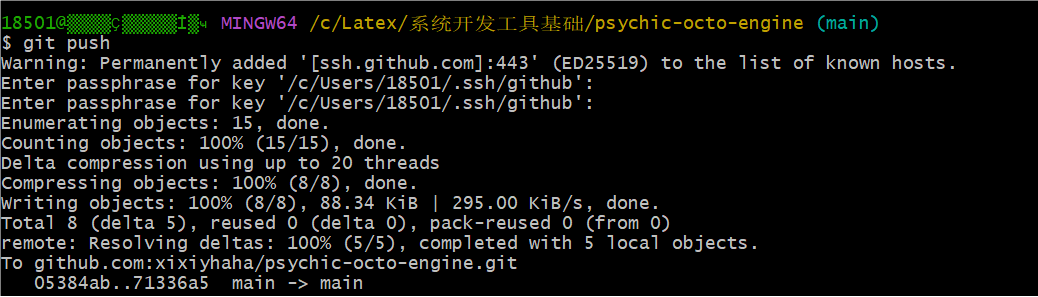 18501@ MINGW64 /c/Latex/系统开发工具基础/psychic-octo-engine (main)
$ git push
Warning: Permanently added '[ssh.github.com]:443' (ED25519) to the list of known hosts.
Enter passphrase for key '/c/Users/18501/.ssh/github':
Enter passphrase for key '/c/Users/18501/.ssh/github':
Enumerating objects: 15, done.
Counting objects: 100% (15/15), done.
Delta compression using up to 20 threads
Compressing objects: 100% (8/8), done.
Writing objects: 100% (8/8), 88.34 KiB | 295.00 KiB/s, done.
Total 8 (delta 5), reused 0 (delta 0), pack-reused 0 (from 0)
remote: Resolving deltas: 100% (5/5), completed with 5 local objects.
To github.com:xixiyhaha/psychic-octo-engine.git
   05384ab..71336a5  main -> main